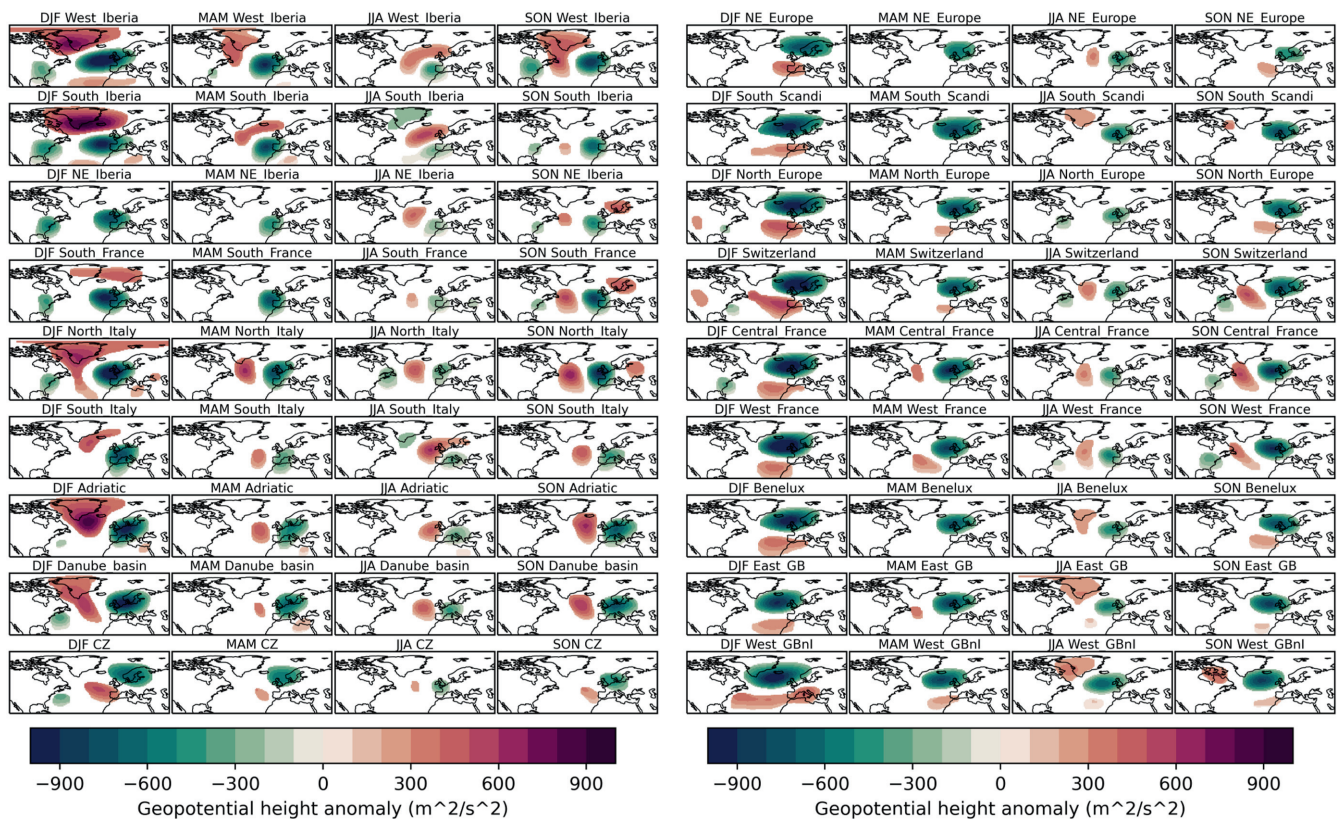 DJF West_Iberia MAM West_Iberia JJA West_Iberia SON West_Iberia
DJF South_Iberia MAM South_Iberia JJA South_Iberia SON South_Iberia
DJF NE_Iberia MAM NE_Iberia JJA NE_Iberia SON NE_Iberia
DJF South_France MAM South_France JJA South_France SON South_France
DJF North_Italy MAM North_Italy JJA North_Italy SON North_Italy
DJF South_Italy MAM South_Italy JJA South_Italy SON South_Italy
DJF Adriatic MAM Adriatic JJA Adriatic SON Adriatic
DJF Danube_basin MAM Danube_basin JJA Danube_basin SON Danube_basin
DJF CZ MAM CZ JJA CZ SON CZ
−900 −600 −300 0 300 600 900
Geopotential height anomaly (m^2/s^2)
DJF NE_Europe MAM NE_Europe JJA NE_Europe SON NE_Europe
DJF South_Scandi MAM South_Scandi JJA South_Scandi SON South_Scandi
DJF North_Europe MAM North_Europe JJA North_Europe SON North_Europe
DJF Switzerland MAM Switzerland JJA Switzerland SON Switzerland
DJF Central_France MAM Central_France JJA Central_France SON Central_France
DJF West_France MAM West_France JJA West_France SON West_France
DJF Benelux MAM Benelux JJA Benelux SON Benelux
DJF East_GB MAM East_GB JJA East_GB SON East_GB
DJF West_GBnI MAM West_GBnI JJA West_GBnI SON West_GBnI
−900 −600 −300 0 300 600 900
Geopotential height anomaly (m^2/s^2)